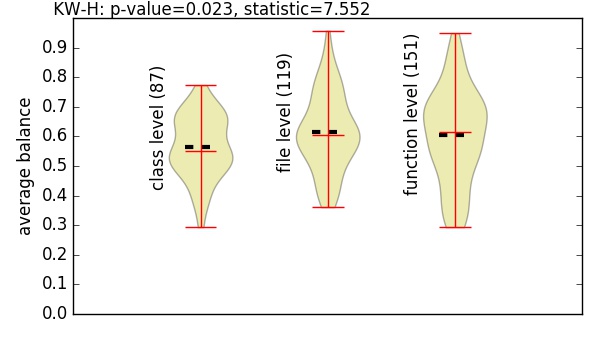 KW-H: p-value=0.023, statistic=7.552
average balance
0.9
0.8
0.7
0.6
0.5
0.4
0.3
0.2
0.1
0.0
class level (87)
file level (119)
function level (151)